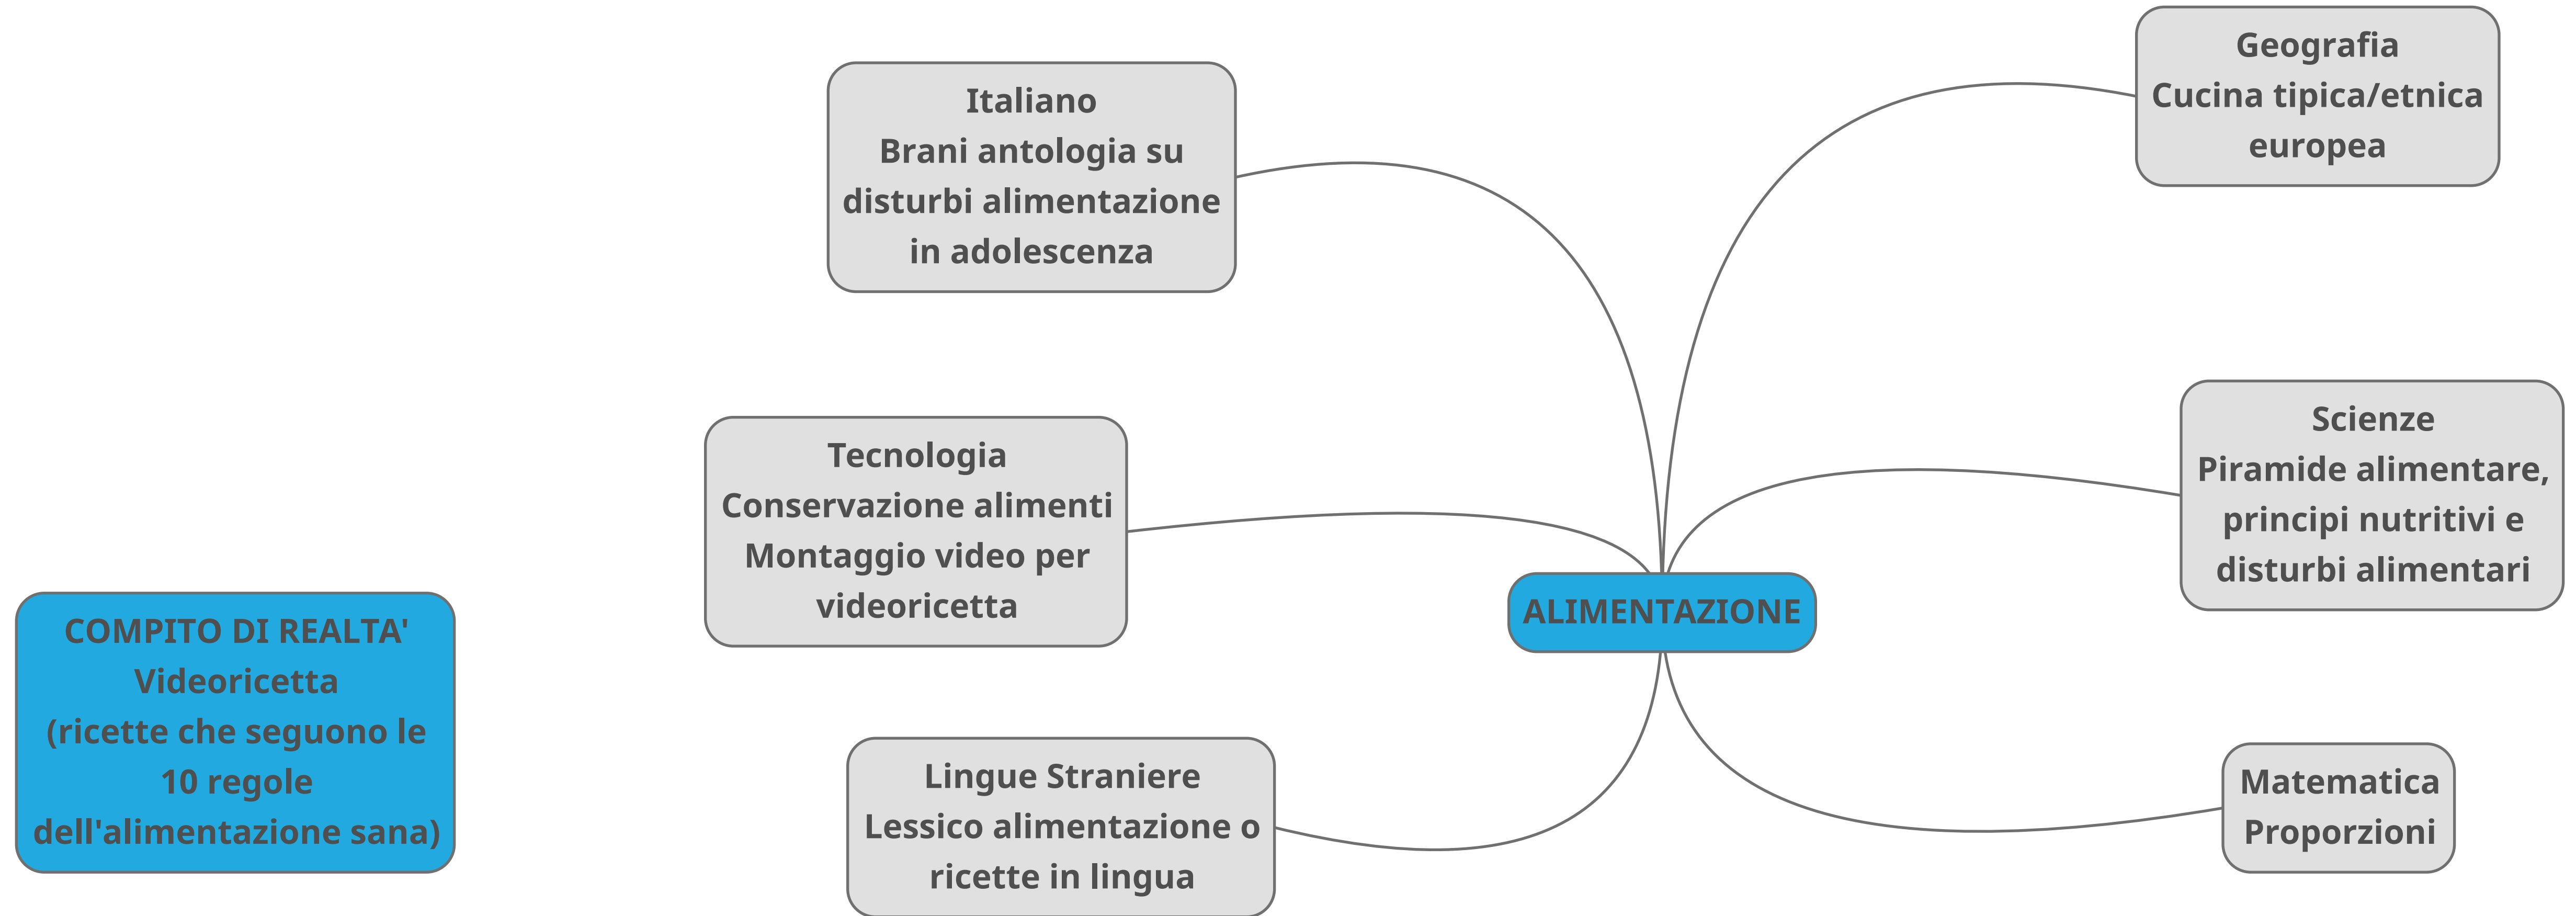 Geografia
Cucina tipica/etnica
europea
Italiano
Brani antologia su
disturbi alimentazione
in adolescenza
Scienze
Piramide alimentare,
principi nutritivi e
disturbi alimentari
Tecnologia
Conservazione alimenti
Montaggio video per
videoricetta
ALIMENTAZIONE
COMPITO DI REALTA'
Videoricetta
(ricette che seguono le
10 regole
dell'alimentazione sana)
Lingue Straniere
Lessico alimentazione o
ricette in lingua
Matematica
Proporzioni